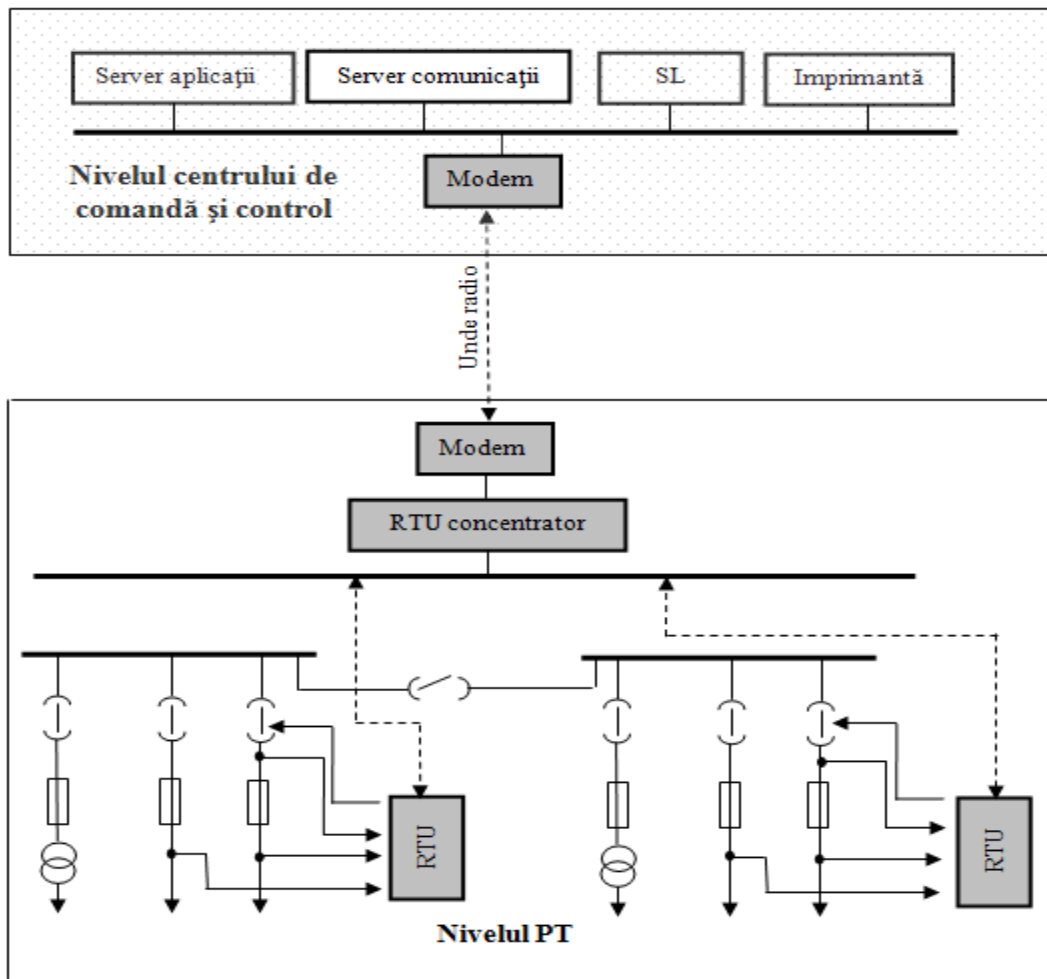 Server aplicaţii
Server comunicaţii
SL
Imprimantă
Modem
Nivelul centrului de
comandă şi control
Unde radio
Modem
RTU concentrator
RTU
RTU
Nivelul PT